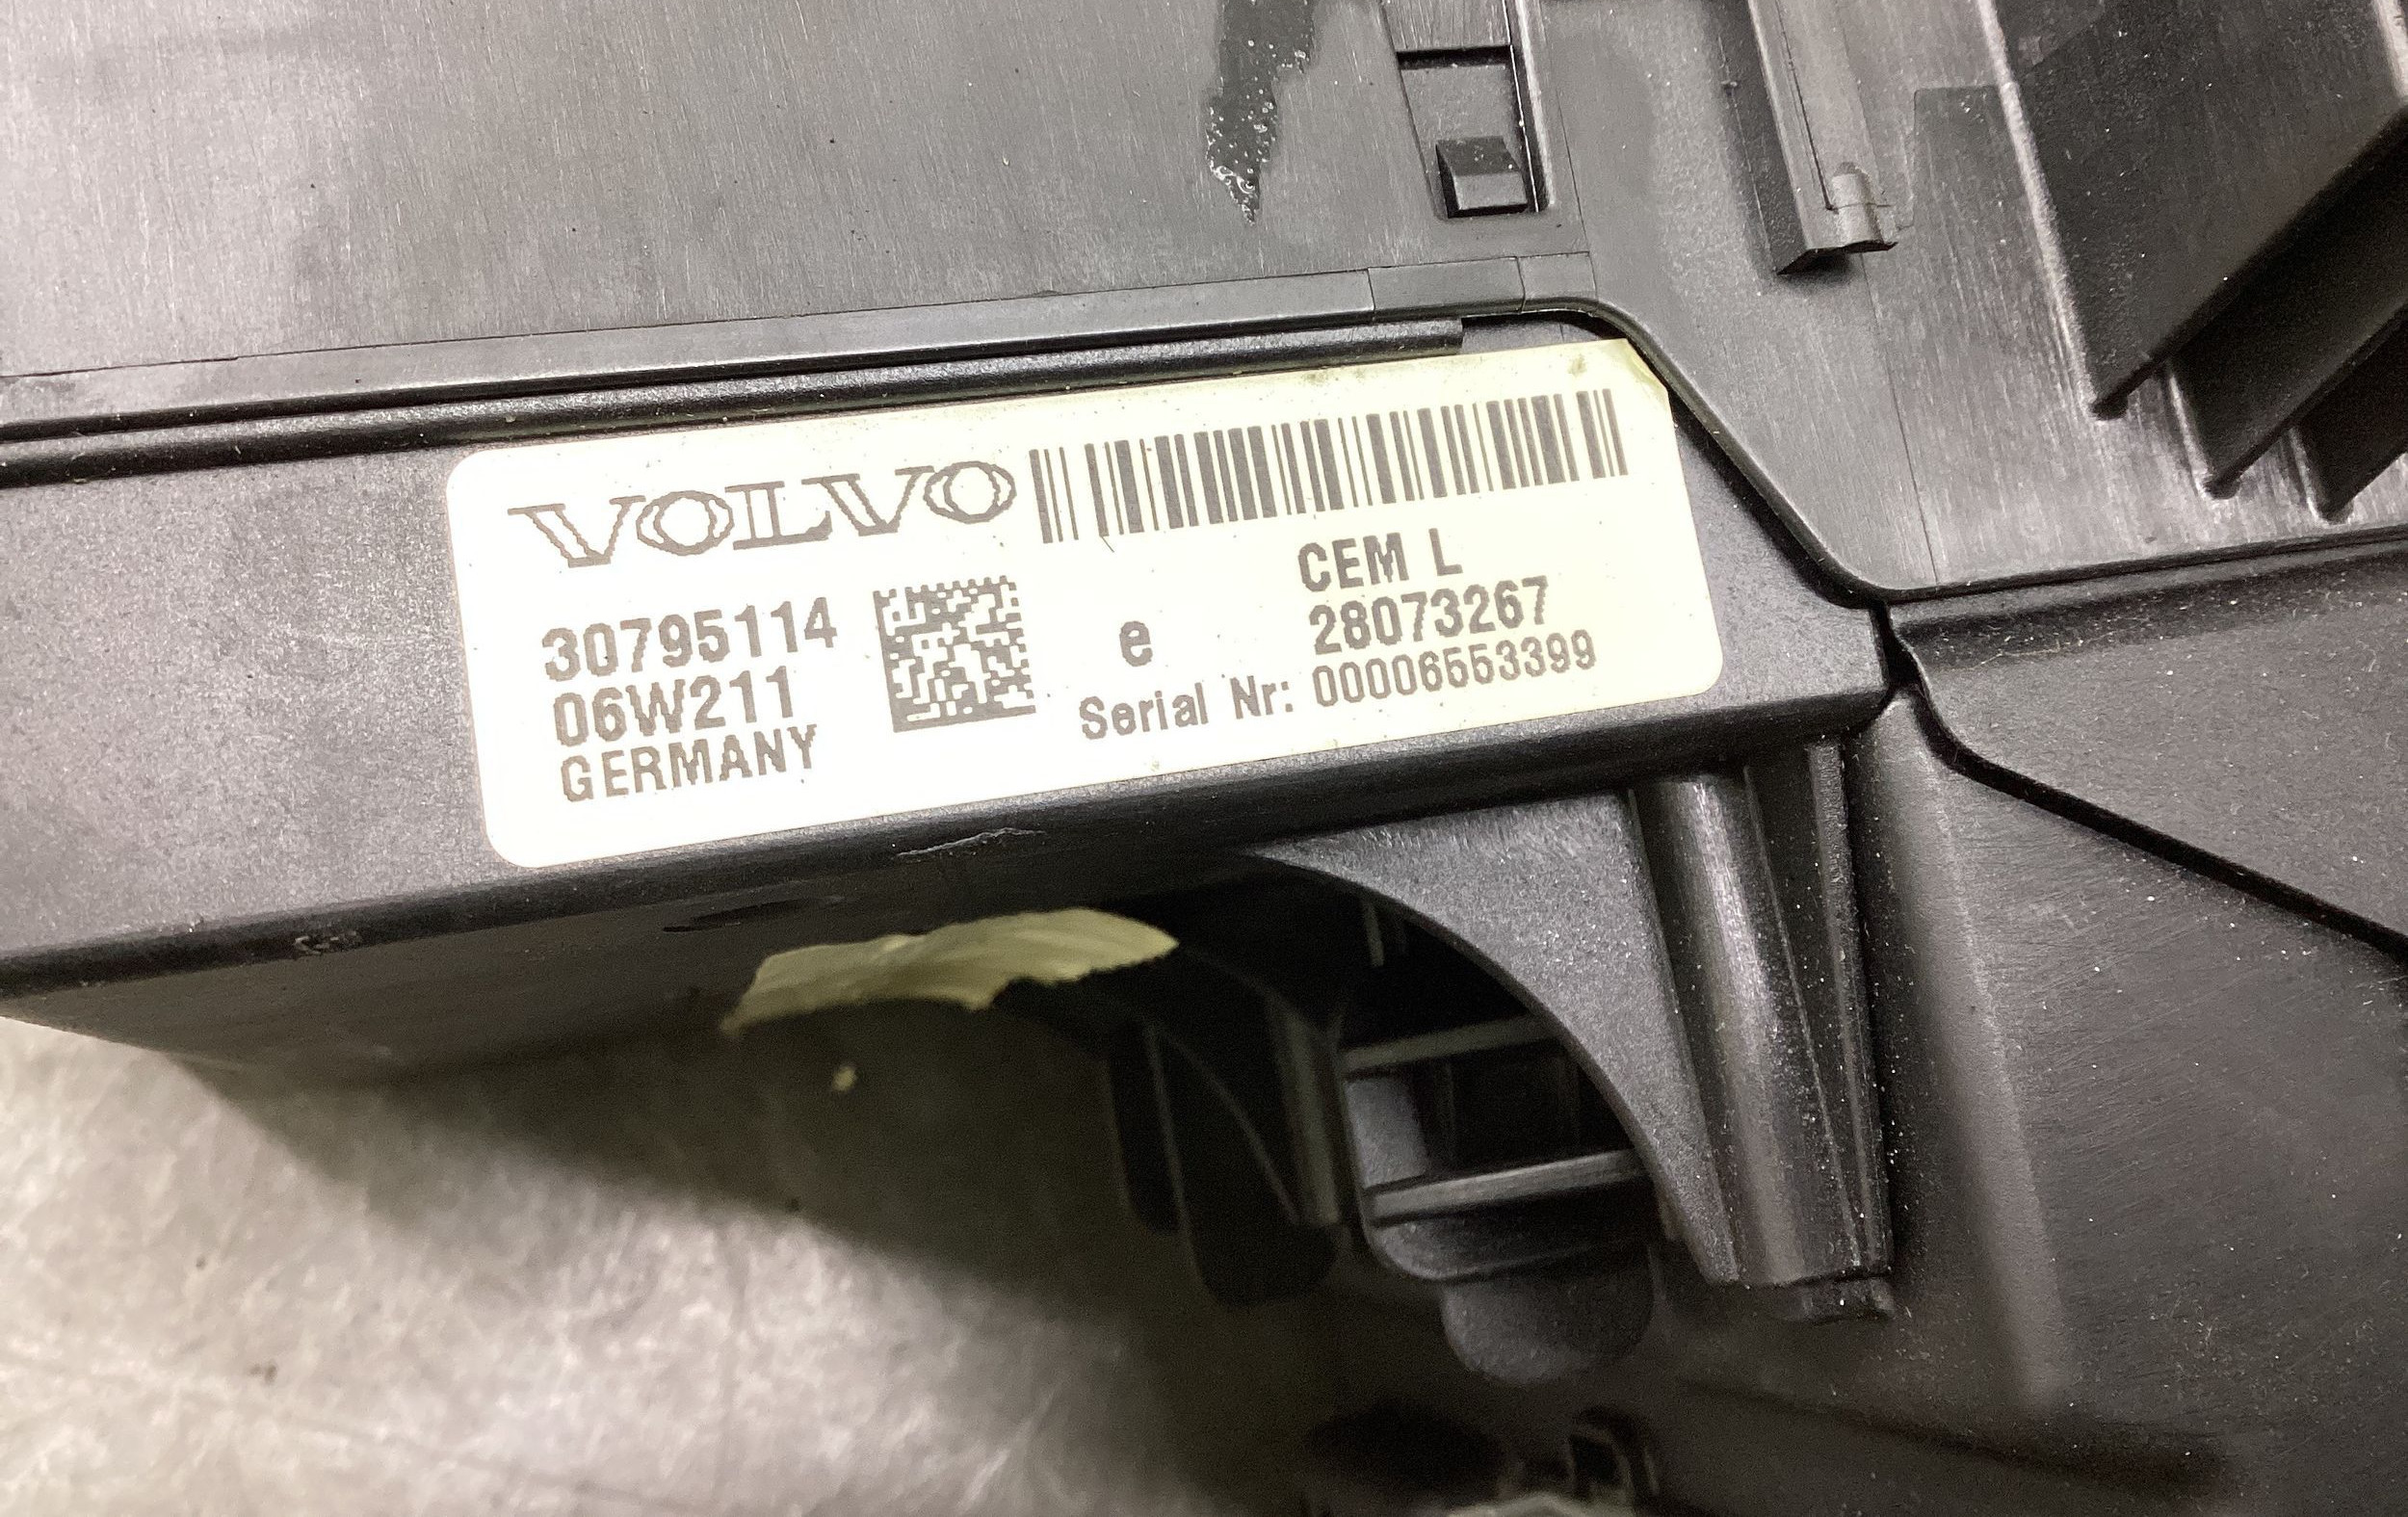 VOLVO
30795114
06W211
GERMANY
e
CEM L
28073267
Serial Nr: 00006553399